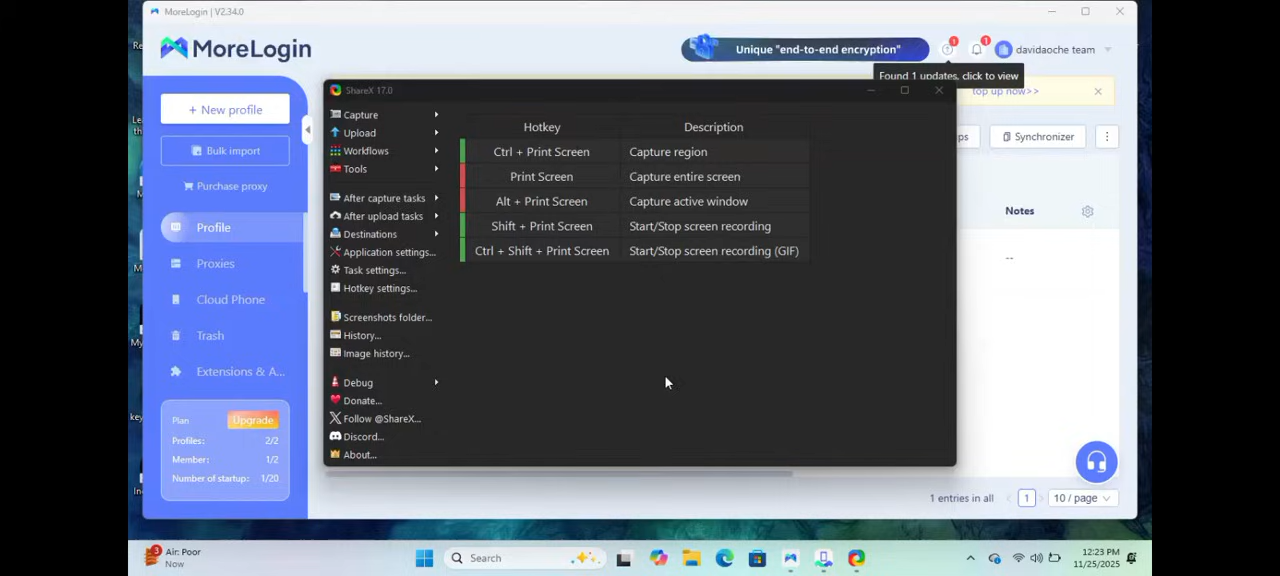 MoreLogin | V2.34.0
MoreLogin
Unique "end-to-end encryption"
1
1
davidaoche team
Found 1 updates, click to view
top up now>>
+ New profile
Bulk import
Purchase proxy
Profile
Proxies
Cloud Phone
Trash
Extensions & A...
Plan
Upgrade
Profiles: 2/2
Member: 1/2
Number of startup: 1/20
ShareX 17.0
Capture
Upload
Workflows
Tools
After capture tasks
After upload tasks
Destinations
Application settings...
Task settings...
Hotkey settings...
Screenshots folder...
History...
Image history...
Debug
Donate...
Follow @ShareX...
Discord...
About...
Hotkey Description
Ctrl + Print Screen Capture region
Print Screen Capture entire screen
Alt + Print Screen Capture active window
Shift + Print Screen Start/Stop screen recording
Ctrl + Shift + Print Screen Start/Stop screen recording (GIF)
Synchronizer
Notes
--
1 entries in all
1
10 / page
3
Air: Poor
Now
Search
12:23 PM
11/25/2025